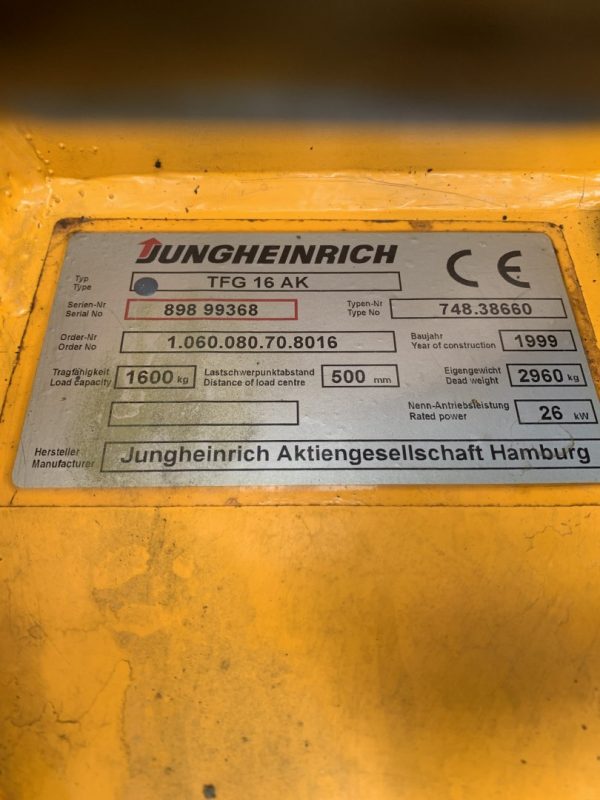 JUNGHEINRICH
CE
Typ
Type
TFG 16 AK
Serien-Nr
Serial No
898 99368
Typen-Nr
Type No
748.38660
Order-Nr
Order No
1.060.080.70.8016
Baujahr
Year of construction
1999
Tragfähigkeit
Load capacity
1600 kg
Lastschwerpunktabstand
Distance of load centre
500 mm
Eigengewicht
Dead weight
2960 kg
Nenn-Antriebsleistung
Rated power
26 kW
Hersteller
Manufacturer
Jungheinrich Aktiengesellschaft Hamburg